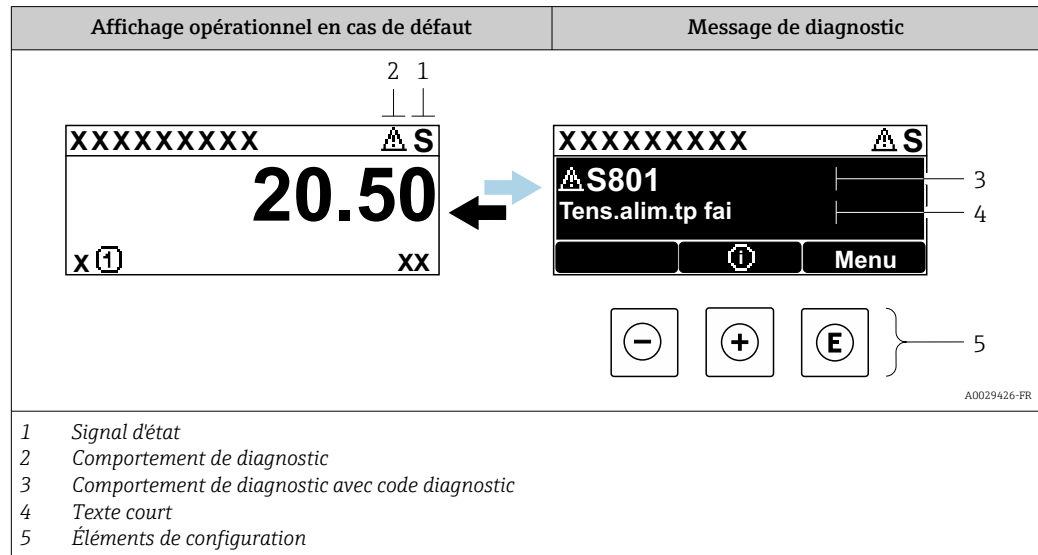 Affichage opérationnel en cas de défaut
Message de diagnostic
2 1
XXXXXXXXX ⚠ S
20.50
X ① XX
XXXXXXXXX ⚠ S
⚠S801
Tens.alim.tp fai
ⓘ Menu
3
4
− + E
5
A0029426-FR
1 Signal d'état
2 Comportement de diagnostic
3 Comportement de diagnostic avec code diagnostic
4 Texte court
5 Éléments de configuration